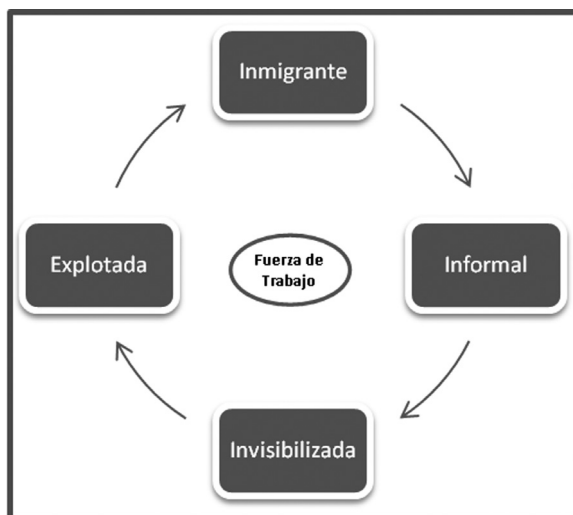 Inmigrante
Explotada
Fuerza de
Trabajo
Informal
Invisibilizada